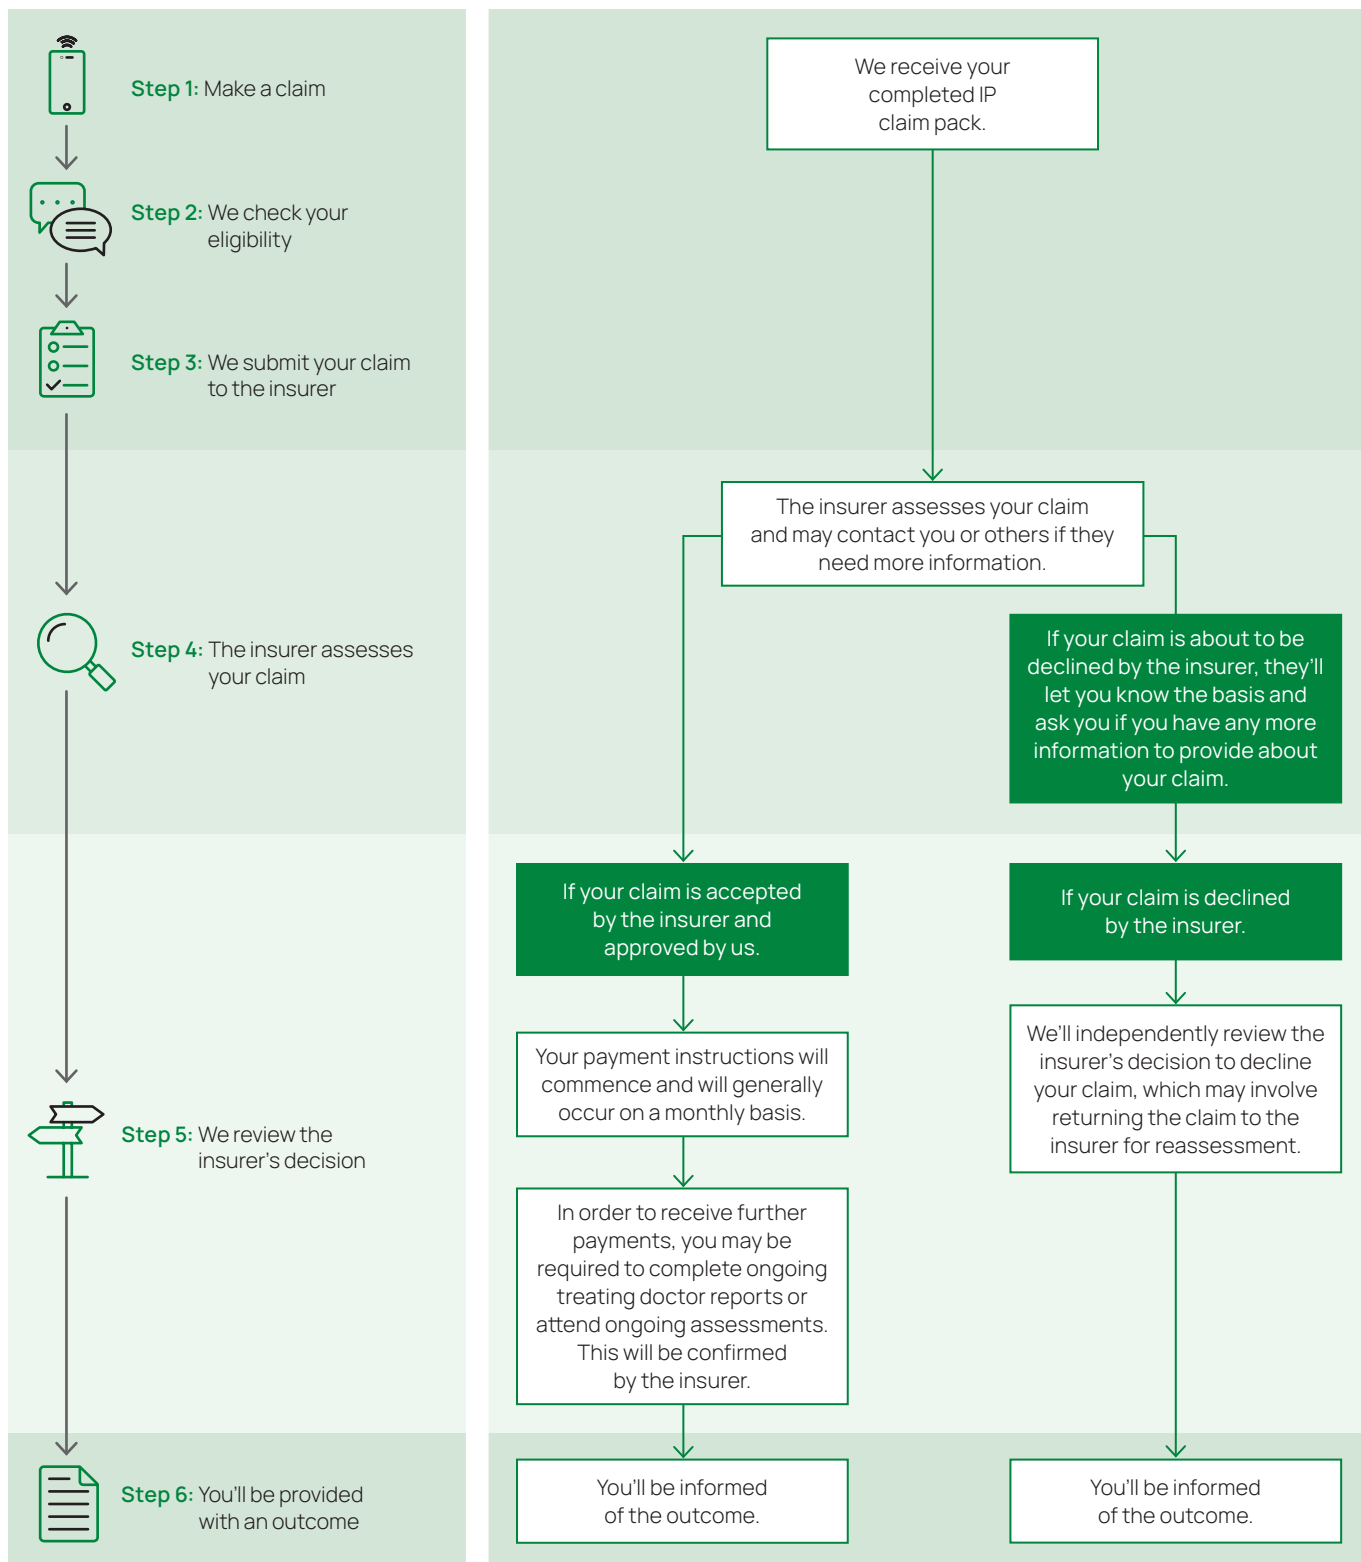 Step 1: Make a claim
Step 2: We check your
eligibility
Step 3: We submit your claim
to the insurer
Step 4: The insurer assesses
your claim
Step 5: We review the
insurer’s decision
Step 6: You’ll be provided
with an outcome
We receive your
completed IP
claim pack.
The insurer assesses your claim
and may contact you or others if they
need more information.
If your claim is about to be
declined by the insurer, they’ll
let you know the basis and
ask you if you have any more
information to provide about
your claim.
If your claim is accepted
by the insurer and
approved by us.
Your payment instructions will
commence and will generally
occur on a monthly basis.
In order to receive further
payments, you may be
required to complete ongoing
treating doctor reports or
attend ongoing assessments.
This will be confirmed
by the insurer.
You’ll be informed
of the outcome.
If your claim is declined
by the insurer.
We’ll independently review the
insurer’s decision to decline
your claim, which may involve
returning the claim to the
insurer for reassessment.
You’ll be informed
of the outcome.